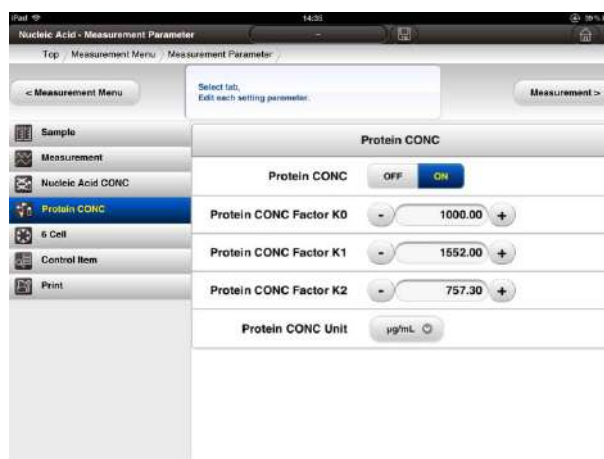 iPad 14:35
Nucleic Acid - Measurement Parameter -
Top / Measurement Menu / Measurement Parameter /
< Measurement Menu
Select tab,
Edit each setting parameter.
Measurement >
Sample
Measurement
Nucleic Acid CONC
Protein CONC
6 Cell
Control Item
Print
Protein CONC
Protein CONC OFF ON
Protein CONC Factor K0 - 1000.00 +
Protein CONC Factor K1 - 1552.00 +
Protein CONC Factor K2 - 757.30 +
Protein CONC Unit µg/mL